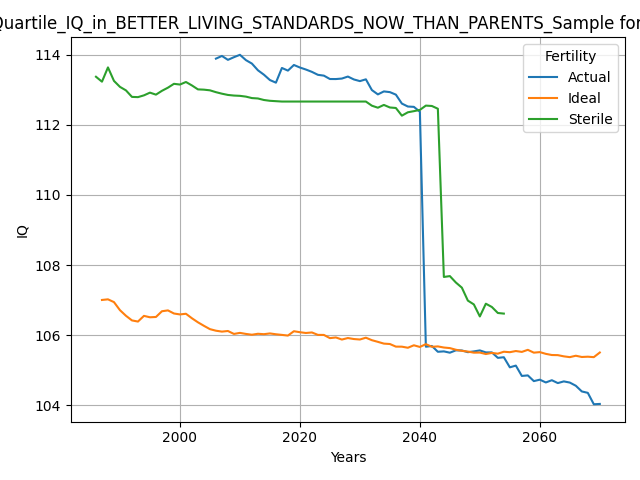 Quartile_IQ_in_BETTER_LIVING_STANDARDS_NOW_THAN_PARENTS_Sample for
Fertility
Actual
Ideal
Sterile
114
112
110
108
106
104
IQ
2000
2020
2040
2060
Years